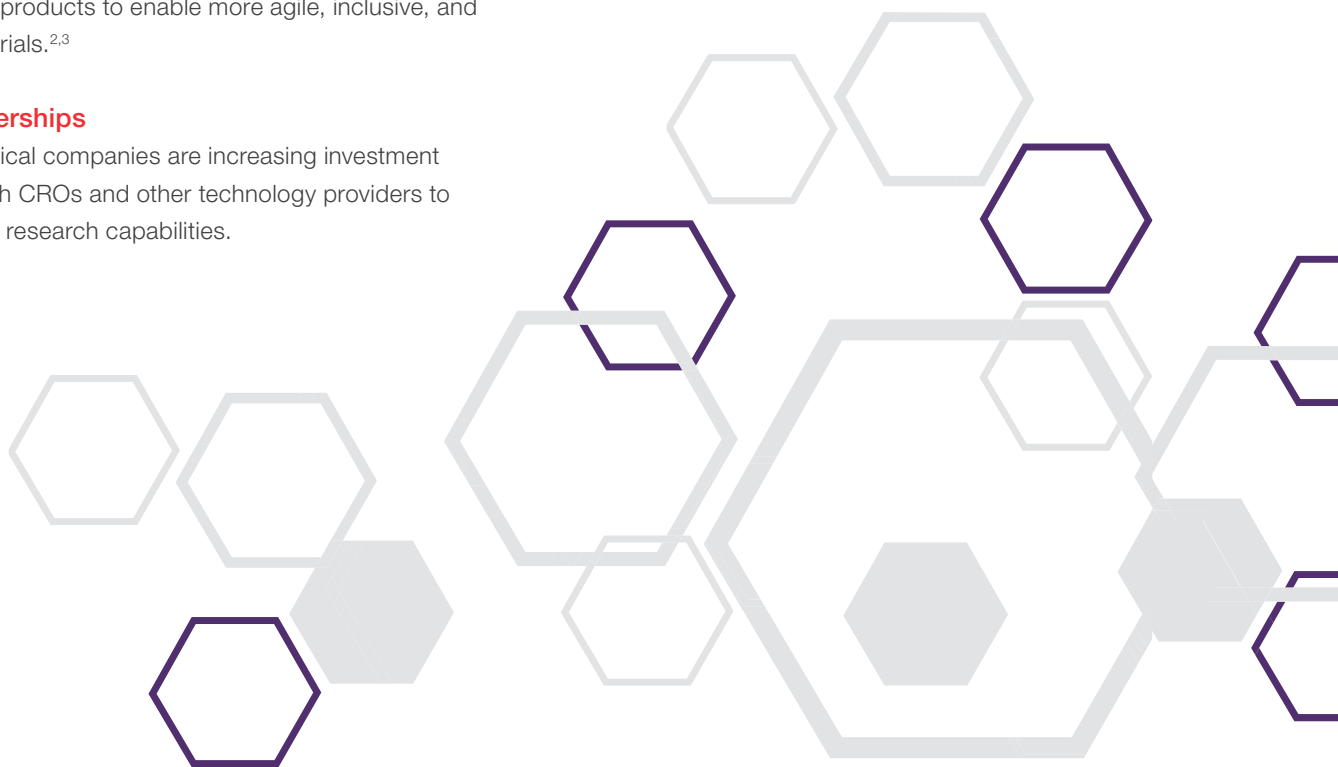 products to enable more agile, inclusive, and
rials.2,3
erships
ical companies are increasing investment
h CROs and other technology providers to
research capabilities.